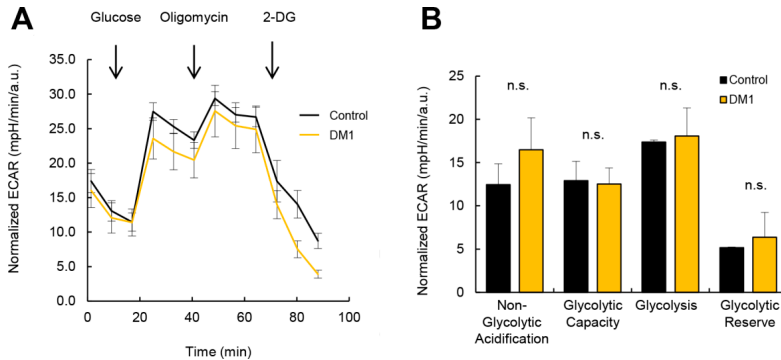 A
Glucose
Oligomycin
2-DG
Normalized ECAR (mpH/min/a.u.)
35.0
30.0
25.0
20.0
15.0
10.0
5.0
0.0
Control
DM1
0
20
40
60
80
100
Time (min)
B
Normalized ECAR (mpH/min/a.u.)
25
20
15
10
5
0
n.s.
n.s.
n.s.
n.s.
Control
DM1
Non-
Glycolytic
Acidification
Glycolytic
Capacity
Glycolysis
Glycolytic
Reserve